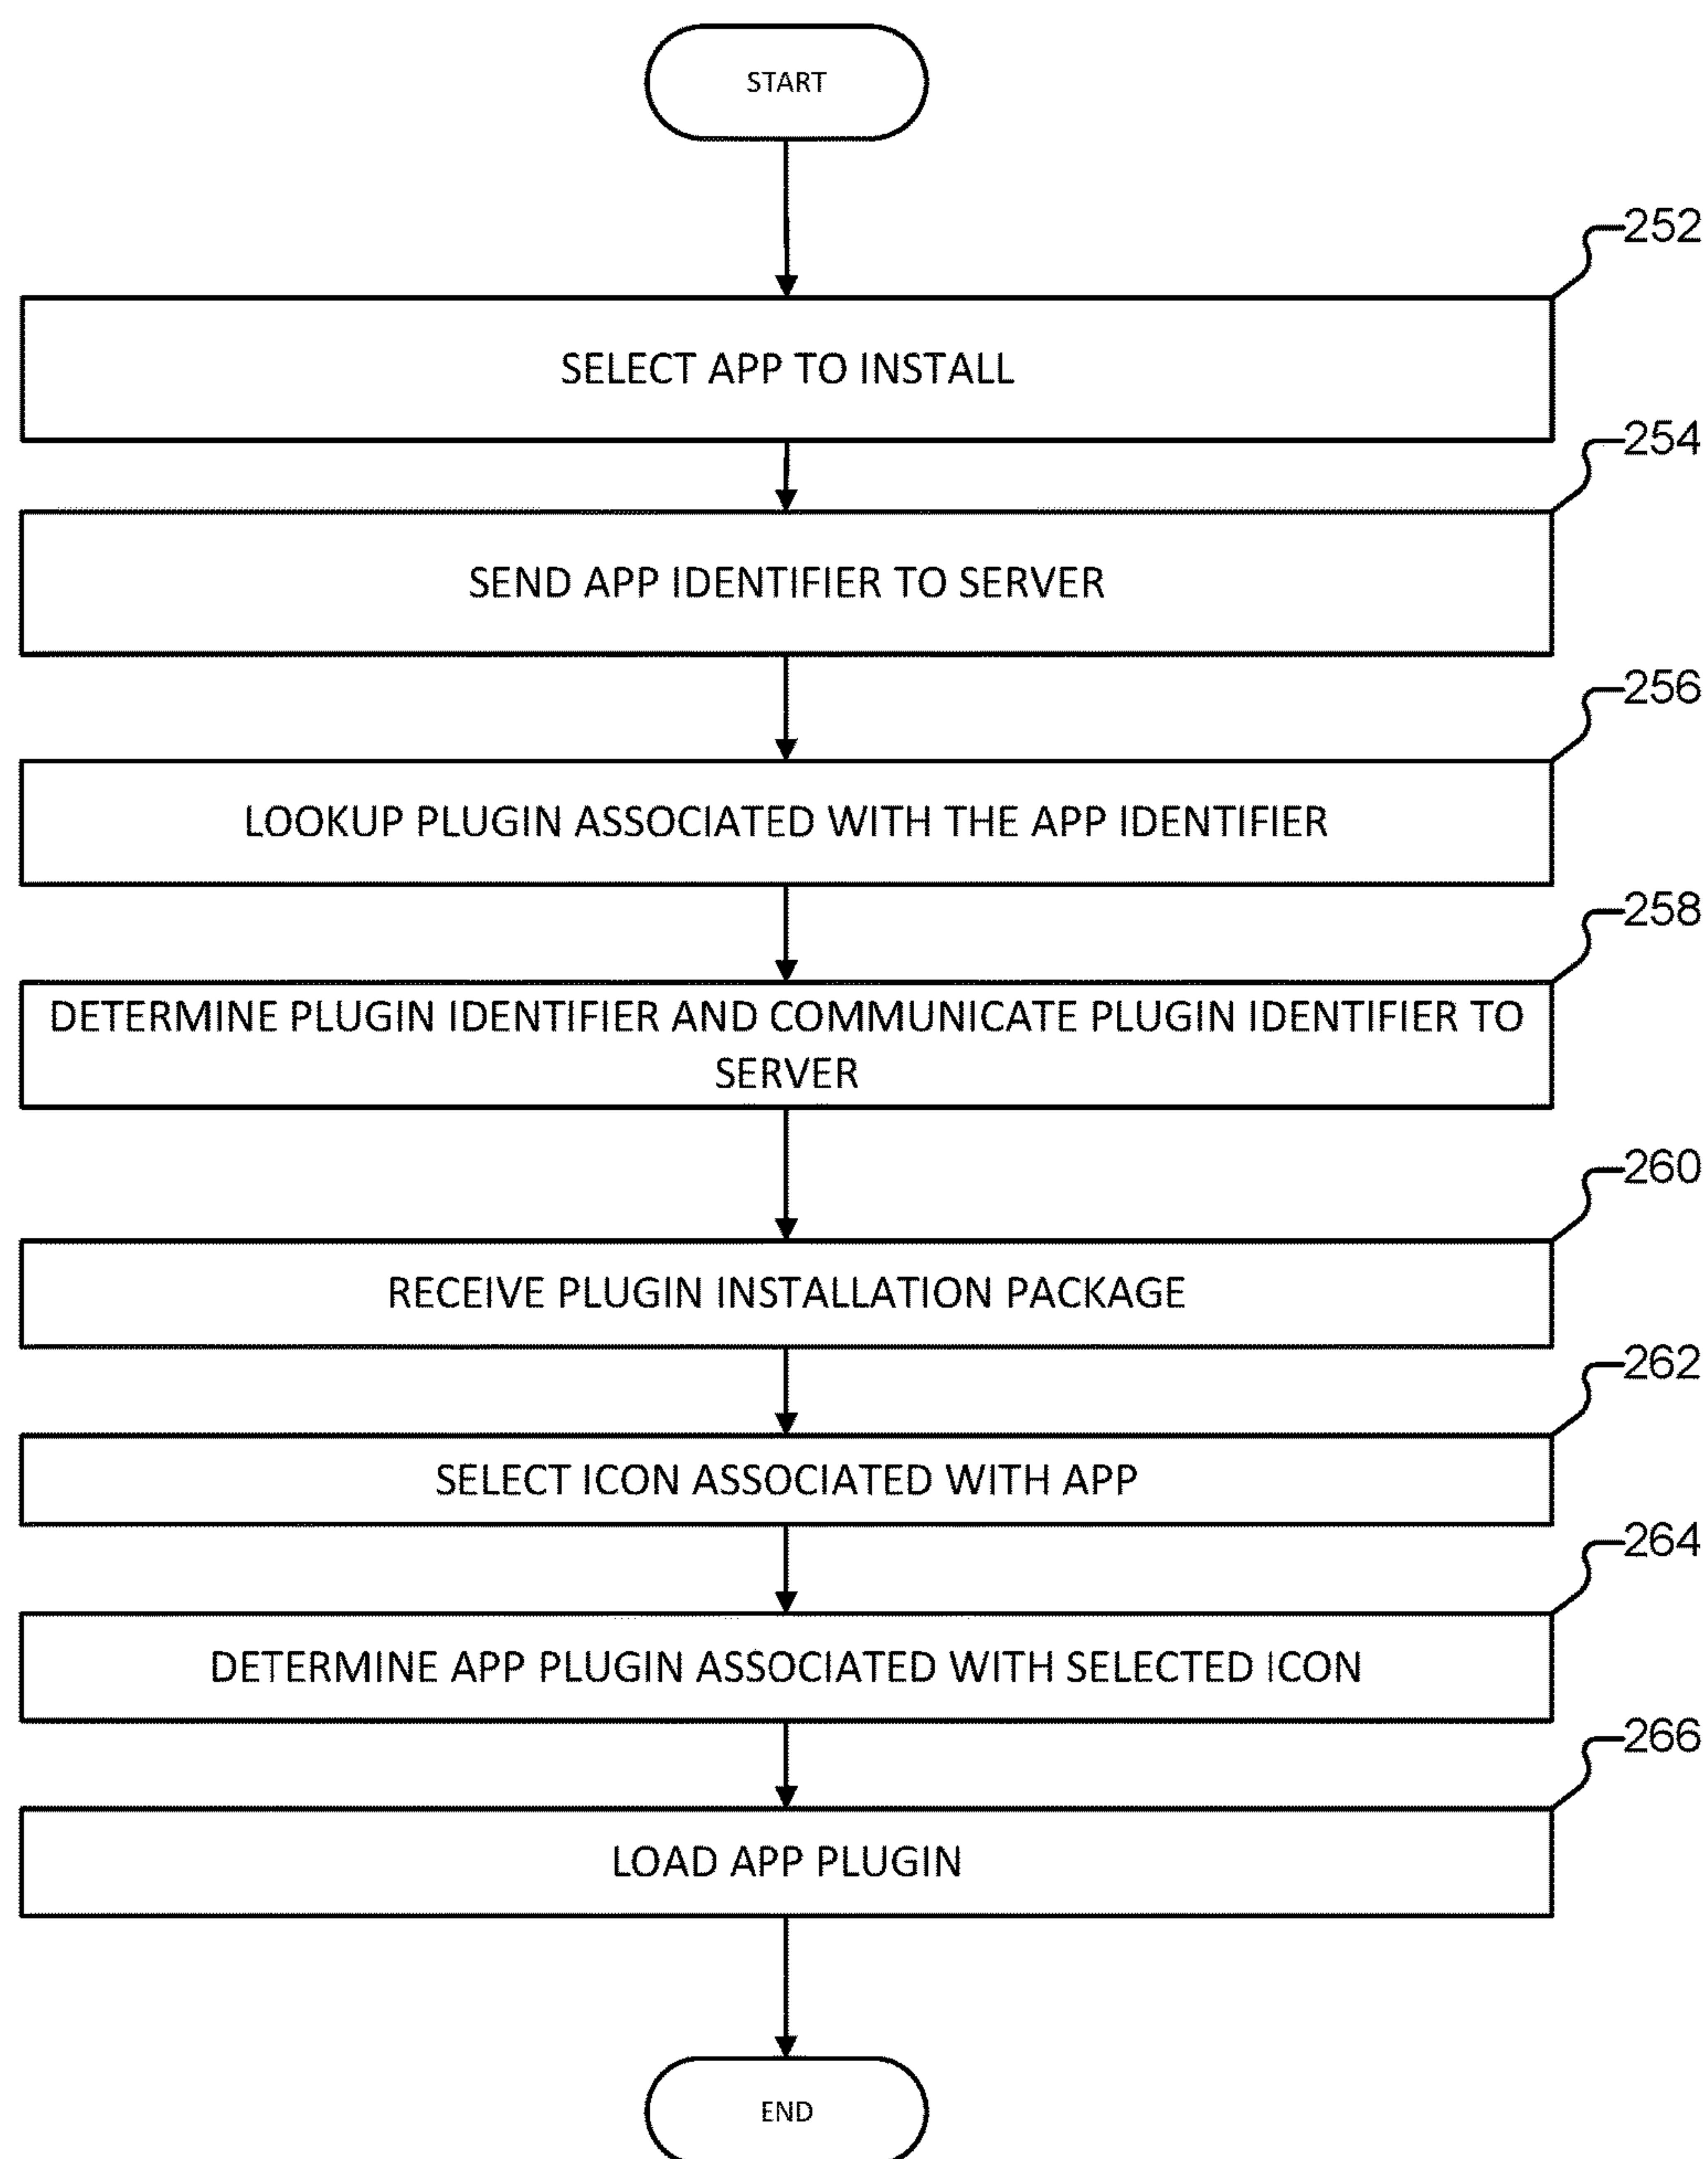 START
252
SELECT APP TO INSTALL
254
SEND APP IDENTIFIER TO SERVER
256
LOOKUP PLUGIN ASSOCIATED WITH THE APP IDENTIFIER
258
DETERMINE PLUGIN IDENTIFIER AND COMMUNICATE PLUGIN IDENTIFIER TO
SERVER
260
RECEIVE PLUGIN INSTALLATION PACKAGE
262
SELECT ICON ASSOCIATED WITH APP
264
DETERMINE APP PLUGIN ASSOCIATED WITH SELECTED ICON
266
LOAD APP PLUGIN
END